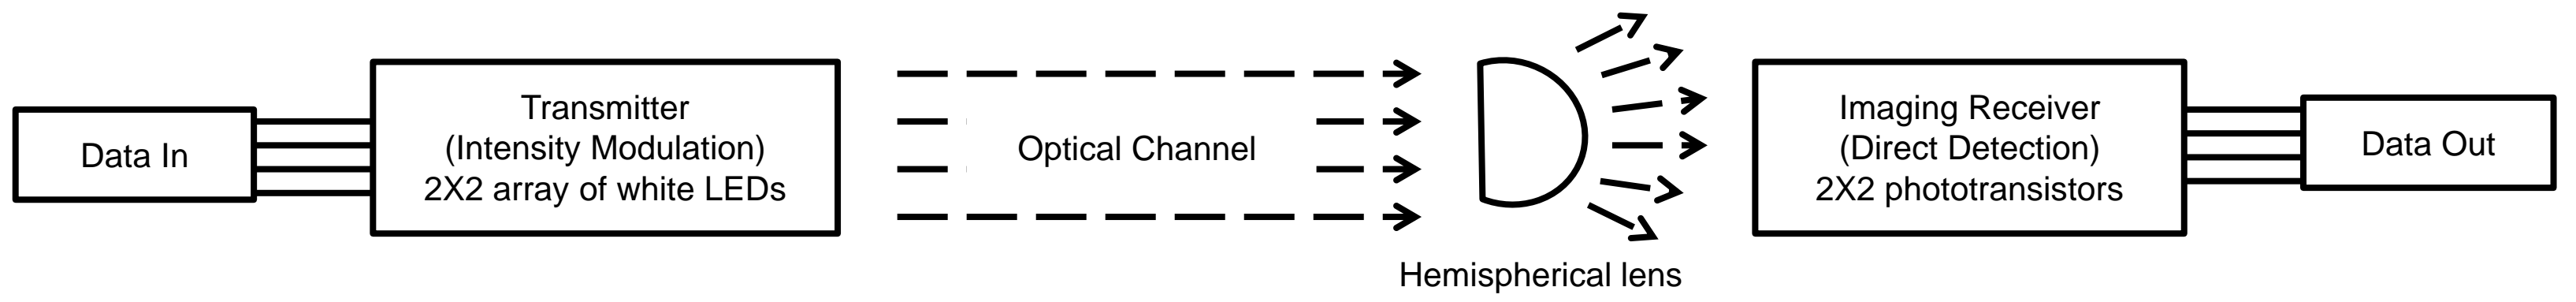 Data In
Transmitter
(Intensity Modulation)
2X2 array of white LEDs
Optical Channel
Hemispherical lens
Imaging Receiver
(Direct Detection)
2X2 phototransistors
Data Out